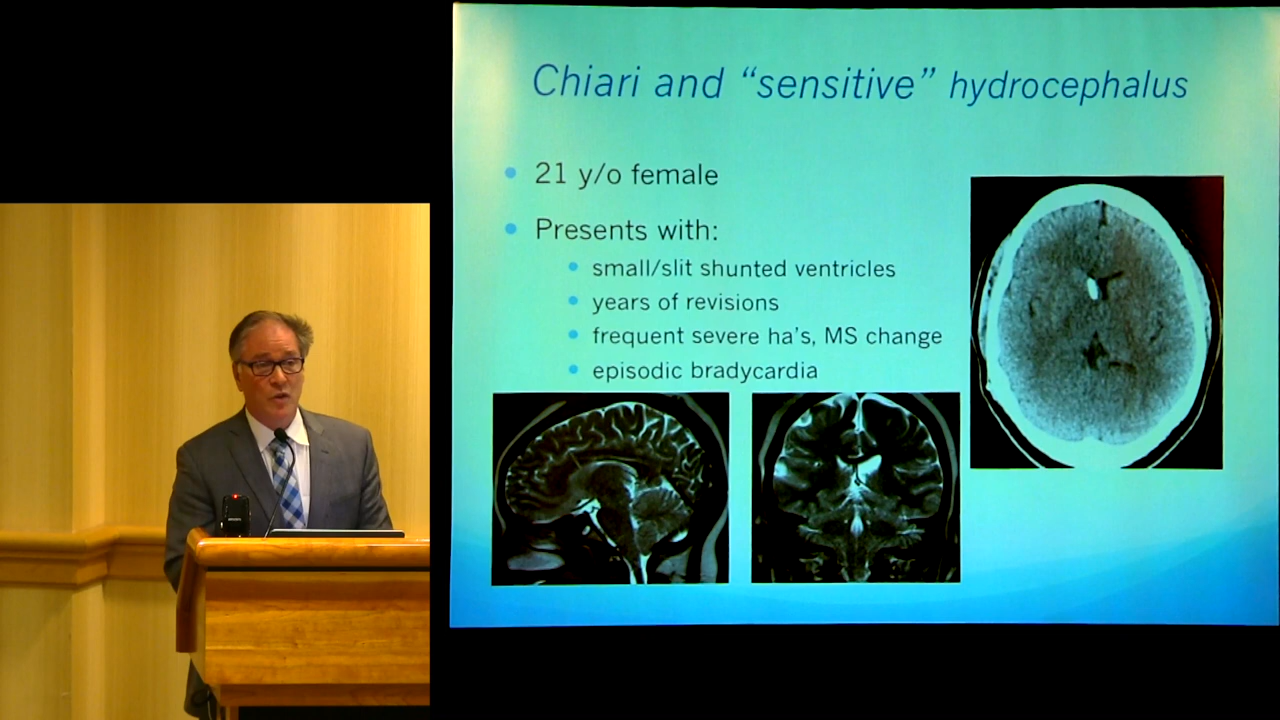 Chiari and “sensitive” hydrocephalus
• 21 y/o female
• Presents with:
• small/slit shunted ventricles
• years of revisions
• frequent severe ha’s, MS change
• episodic bradycardia